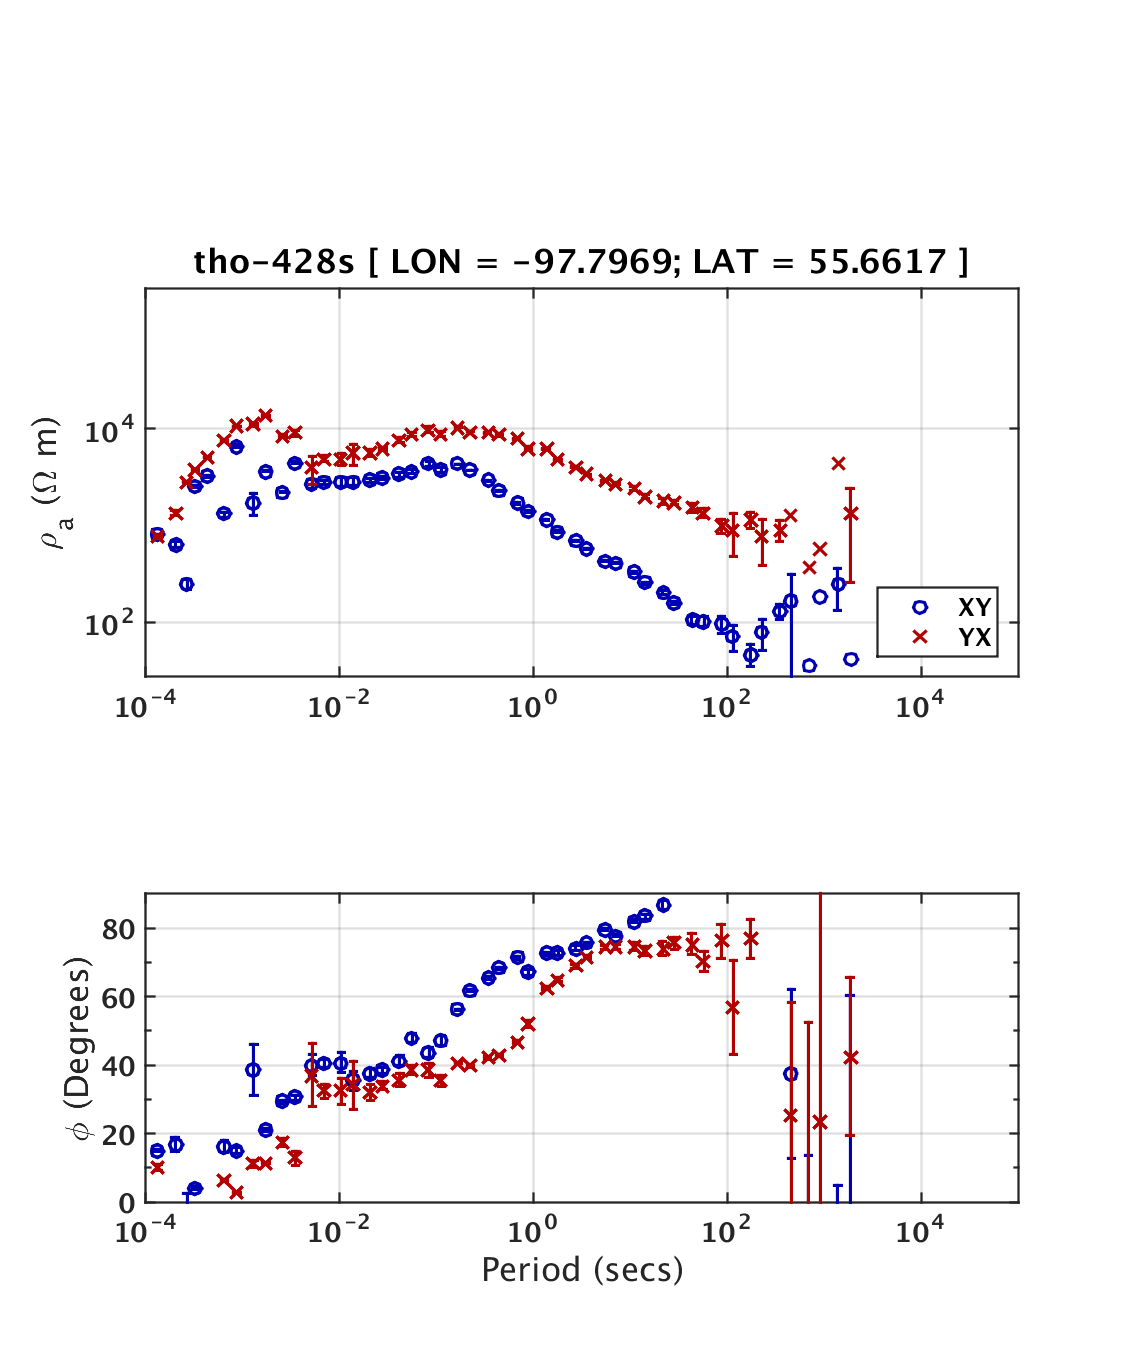 tho-428s [ LON = -97.7969; LAT = 55.6617 ]
ρa (Ω m)
10^4
10^2
XY
YX
10^-4 10^-2 10^0 10^2 10^4
ϕ (Degrees)
80
60
40
20
0
10^-4 10^-2 10^0 10^2 10^4
Period (secs)